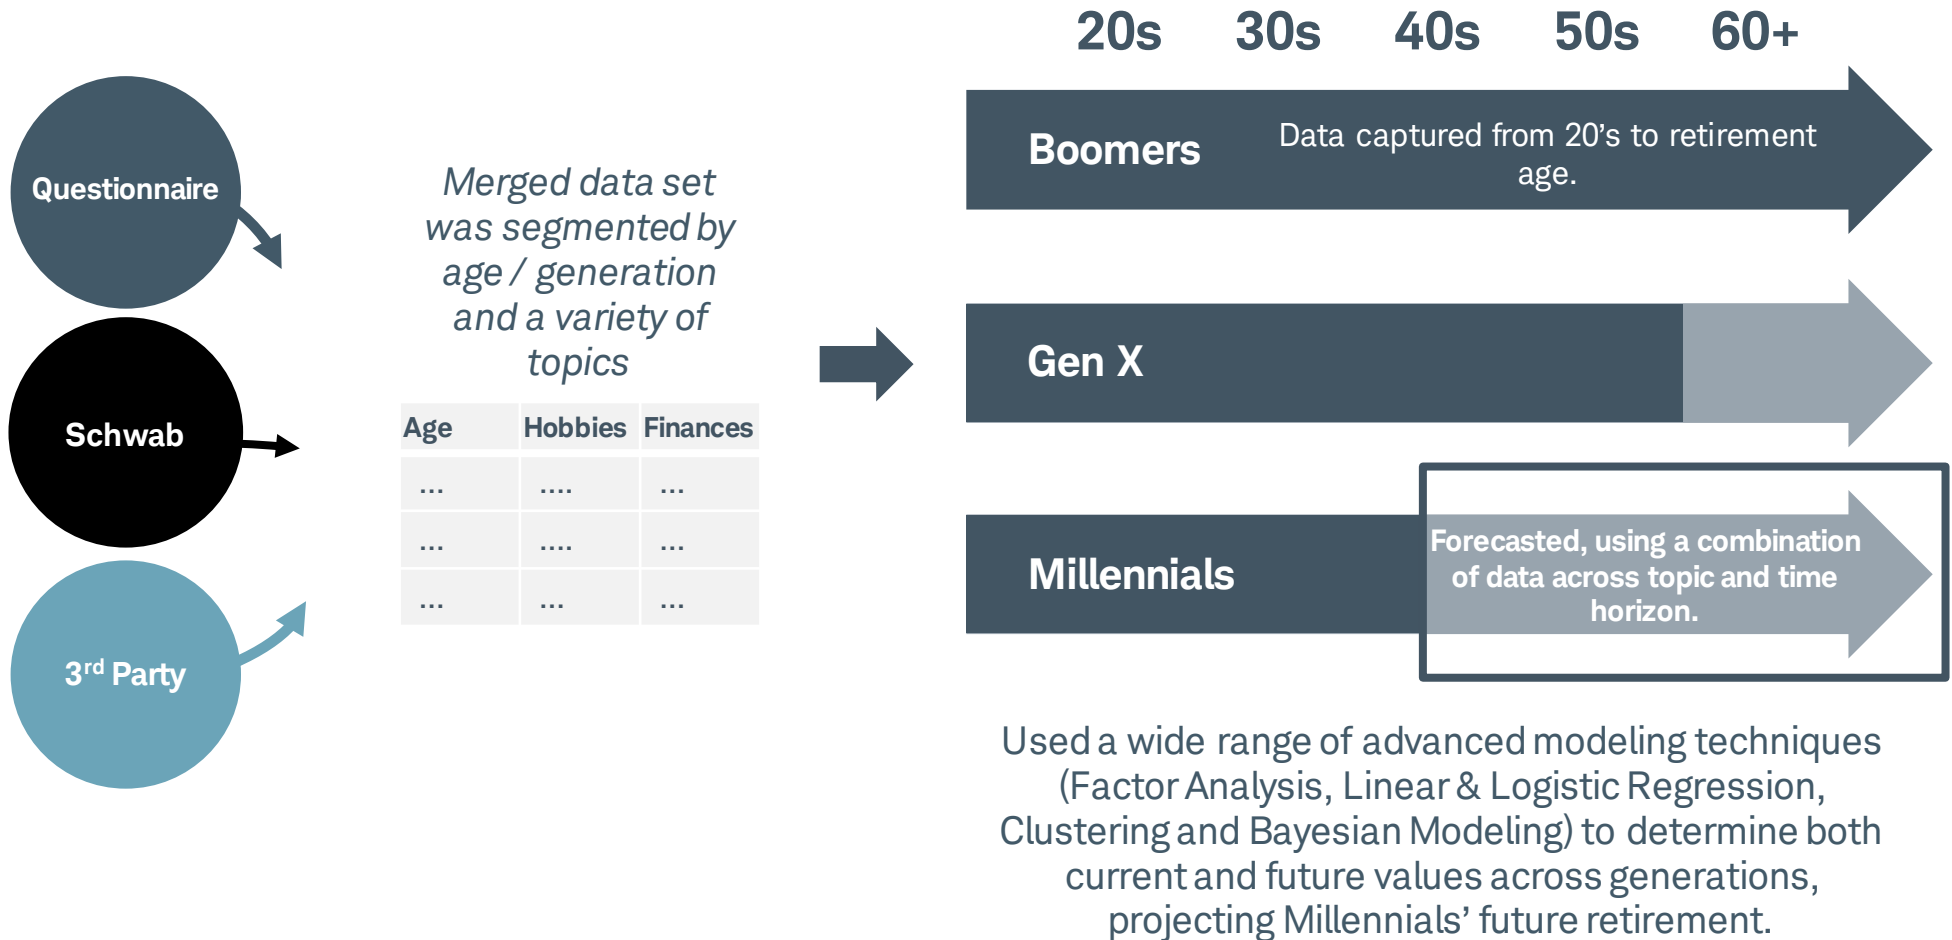 Questionnaire
Schwab
3rd Party
Merged data set
was segmented by
age / generation
and a variety of
topics
Age Hobbies Finances
... .... ...
... .... ...
... ... ...
20s 30s 40s 50s 60+
Boomers
Data captured from 20’s to retirement
age.
Gen X
Millennials
Forecasted, using a combination
of data across topic and time
horizon.
Used a wide range of advanced modeling techniques
(Factor Analysis, Linear & Logistic Regression,
Clustering and Bayesian Modeling) to determine both
current and future values across generations,
projecting Millennials’ future retirement.